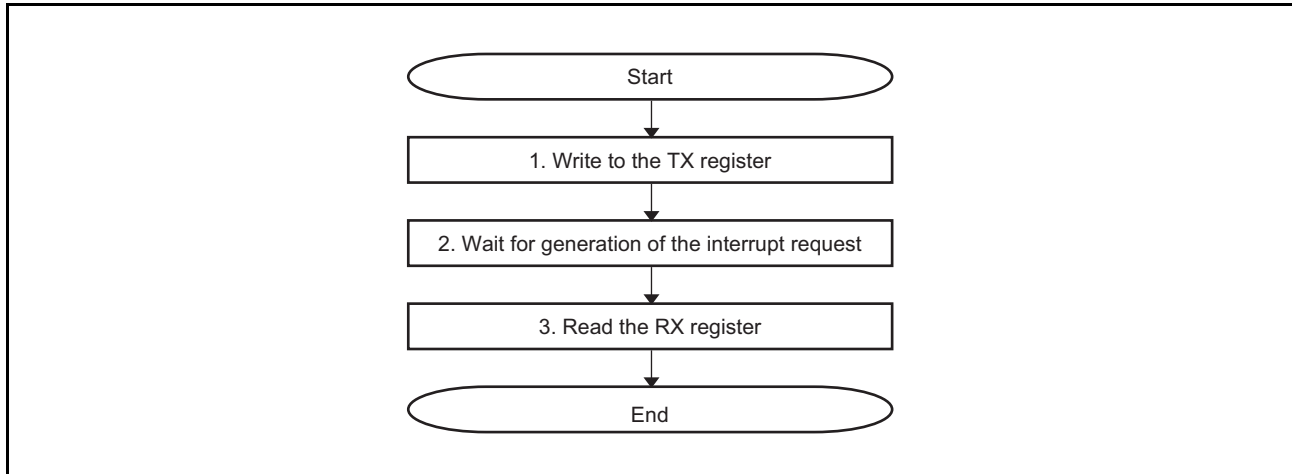 Start
1. Write to the TX register
2. Wait for generation of the interrupt request
3. Read the RX register
End